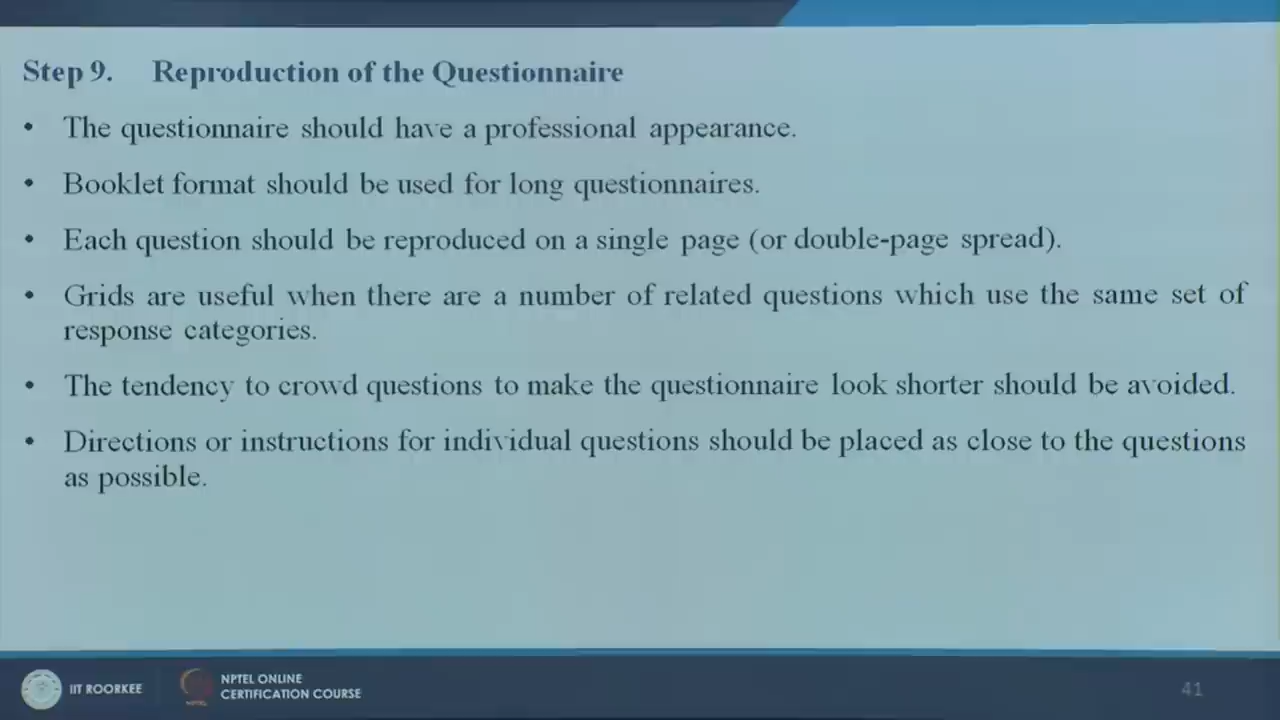 Step 9. Reproduction of the Questionnaire
• The questionnaire should have a professional appearance.
• Booklet format should be used for long questionnaires.
• Each question should be reproduced on a single page (or double-page spread).
• Grids are useful when there are a number of related questions which use the same set of
response categories.
• The tendency to crowd questions to make the questionnaire look shorter should be avoided.
• Directions or instructions for individual questions should be placed as close to the questions
as possible.
IIT ROORKEE
NPTEL ONLINE
CERTIFICATION COURSE
41